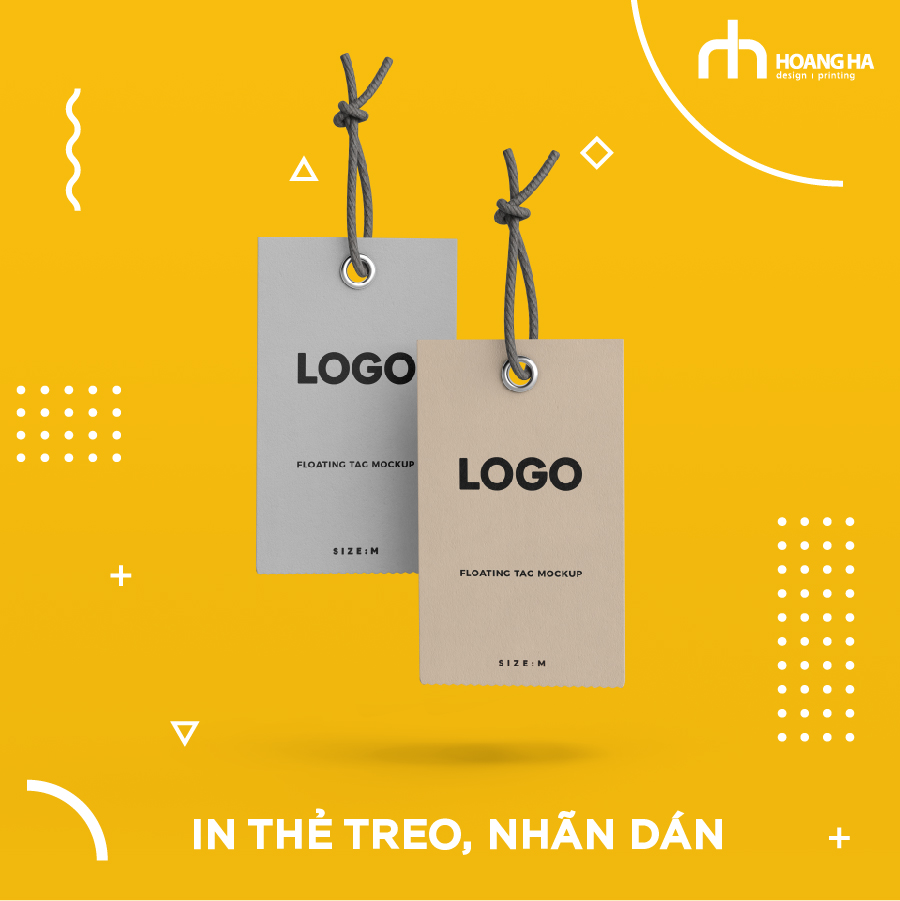 HOANG HA
design I printing
LOGO
FLOATING TAG MOCKUP
SIZE:M
LOGO
FLOATING TAG MOCKUP
SIZE:M
IN THẺ TREO, NHÃN DÁN